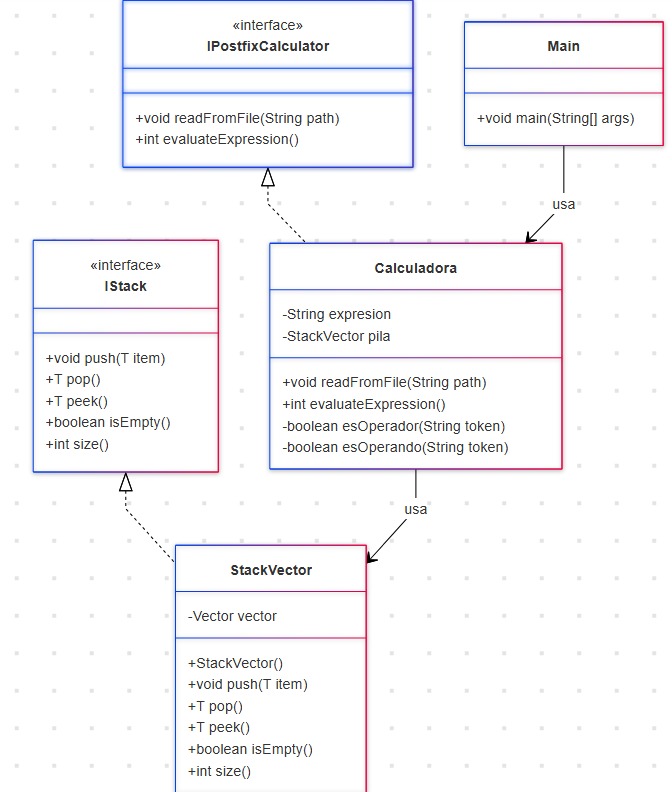 «interface»
IPostfixCalculator
+void readFromFile(String path)
+int evaluateExpression()
Main
+void main(String[] args)
usa
«interface»
IStack
+void push(T item)
+T pop()
+T peek()
+boolean isEmpty()
+int size()
Calculadora
-String expresion
-StackVector pila
+void readFromFile(String path)
+int evaluateExpression()
-boolean esOperador(String token)
-boolean esOperando(String token)
usa
StackVector
-Vector vector
+StackVector()
+void push(T item)
+T pop()
+T peek()
+boolean isEmpty()
+int size()